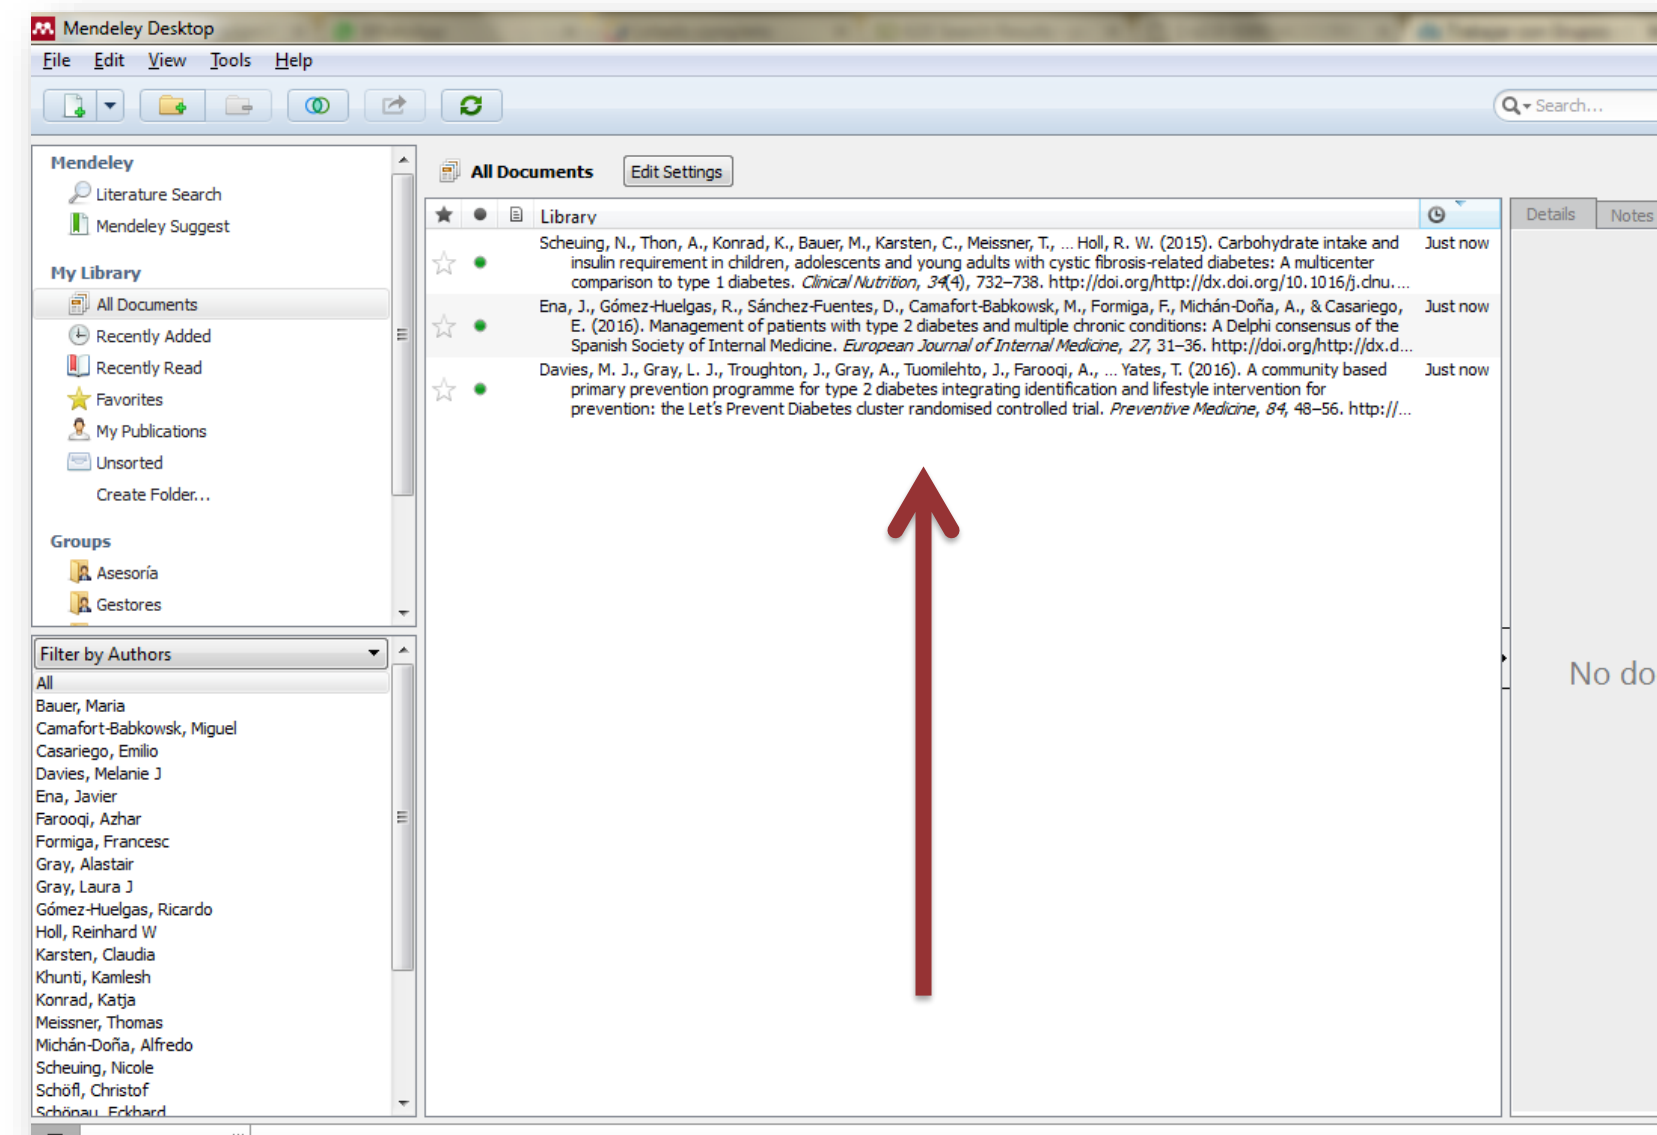 Mendeley Desktop
File Edit View Tools Help
Search...
Mendeley
Literature Search
Mendeley Suggest
My Library
All Documents
Recently Added
Recently Read
Favorites
My Publications
Unsorted
Create Folder...
Groups
Asesoría
Gestores
Filter by Authors
All
Bauer, Maria
Camafort-Babkowsk, Miguel
Casariego, Emilio
Davies, Melanie J
Ena, Javier
Farooqi, Azhar
Formiga, Francesc
Gray, Alastair
Gray, Laura J
Gómez-Huelgas, Ricardo
Holl, Reinhard W
Karsten, Claudia
Khunti, Kamlesh
Konrad, Katja
Meissner, Thomas
Michán-Doña, Alfredo
Scheuing, Nicole
Schöfl, Christof
Schönau, Eckhard
All Documents Edit Settings
Library
Scheuing, N., Thon, A., Konrad, K., Bauer, M., Karsten, C., Meissner, T., ... Holl, R. W. (2015). Carbohydrate intake and Just now
insulin requirement in children, adolescents and young adults with cystic fibrosis-related diabetes: A multicenter
comparison to type 1 diabetes. Clinical Nutrition, 34(4), 732–738. http://doi.org/http://dx.doi.org/10.1016/j.clnu....
Ena, J., Gómez-Huelgas, R., Sánchez-Fuentes, D., Camafort-Babkowsk, M., Formiga, F., Michán-Doña, A., & Casariego, Just now
E. (2016). Management of patients with type 2 diabetes and multiple chronic conditions: A Delphi consensus of the
Spanish Society of Internal Medicine. European Journal of Internal Medicine, 27, 31–36. http://doi.org/http://dx.d...
Davies, M. J., Gray, L. J., Troughton, J., Gray, A., Tuomilehto, J., Farooqi, A., ... Yates, T. (2016). A community based Just now
primary prevention programme for type 2 diabetes integrating identification and lifestyle intervention for
prevention: the Let's Prevent Diabetes cluster randomised controlled trial. Preventive Medicine, 84, 48–56. http://...
Details Notes
No do